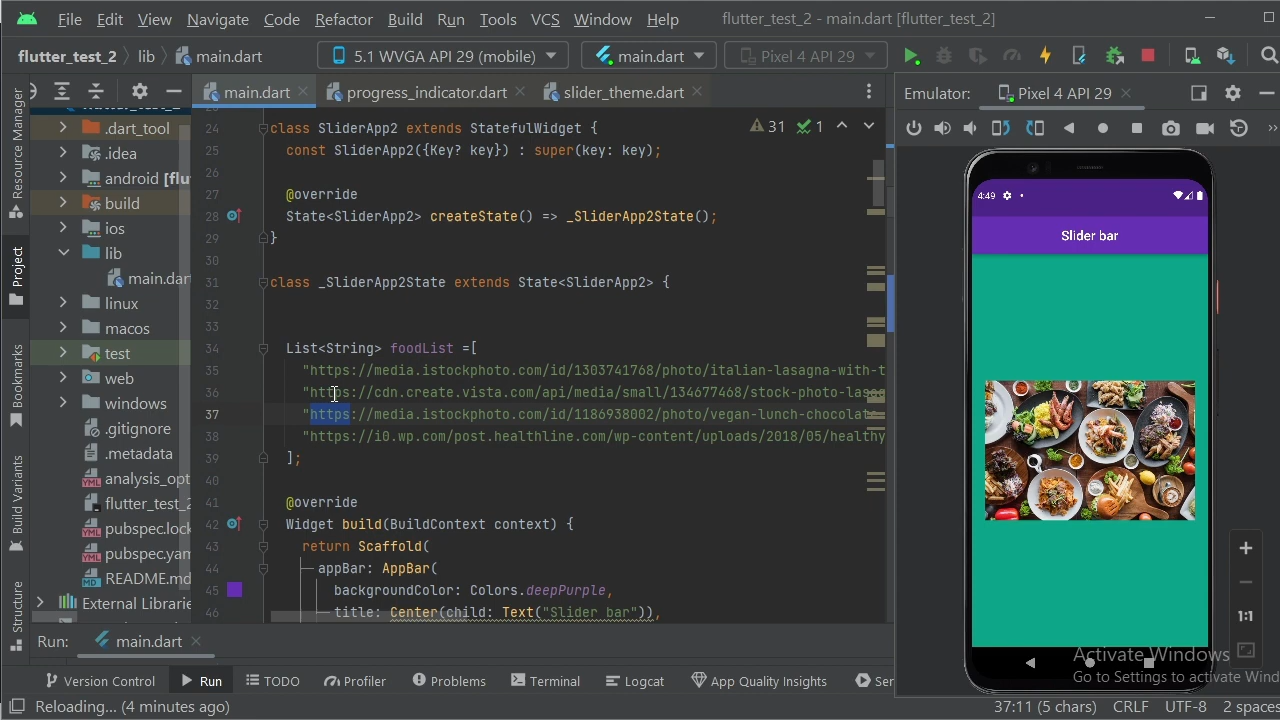 File Edit View Navigate Code Refactor Build Run Tools VCS Window Help flutter_test_2 - main.dart [flutter_test_2]
flutter_test_2 lib main.dart 5.1 WVGA API 29 (mobile) main.dart Pixel 4 API 29
main.dart progress_indicator.dart slider_theme.dart Emulator: Pixel 4 API 29
Resource Manager
Project
Bookmarks
Build Variants
Structure
.dart_tool
.idea
android [flu
build
ios
lib
main.dart
linux
macos
test
web
windows
.gitignore
.metadata
analysis_opt
flutter_test_2
pubspec.lock
pubspec.yam
README.md
External Librarie
31 1
24 class SliderApp2 extends StatefulWidget {
25 const SliderApp2({Key? key}) : super(key: key);
26
27 @override
28 State<SliderApp2> createState() => _SliderApp2State();
29 }
30
31 class _SliderApp2State extends State<SliderApp2> {
32
33
34 List<String> foodList =[
35 "https://media.istockphoto.com/id/1303741768/photo/italian-lasagna-with-t
36 "https://cdn.create.vista.com/api/media/small/134677468/stock-photo-lasag
37 "https://media.istockphoto.com/id/1186938002/photo/vegan-lunch-chocolate
38 "https://i0.wp.com/post.healthline.com/wp-content/uploads/2018/05/healthy
39 ];
40
41 @override
42 Widget build(BuildContext context) {
43 return Scaffold(
44 appBar: AppBar(
45 backgroundColor: Colors.deepPurple,
46 title: Center(child: Text("Slider bar")),
4:49
Slider bar
1:1
Activate Windows
Go to Settings to activate Wind
Run: main.dart
Version Control Run TODO Profiler Problems Terminal Logcat App Quality Insights Ser
Reloading... (4 minutes ago) 37:11 (5 chars) CRLF UTF-8 2 spaces